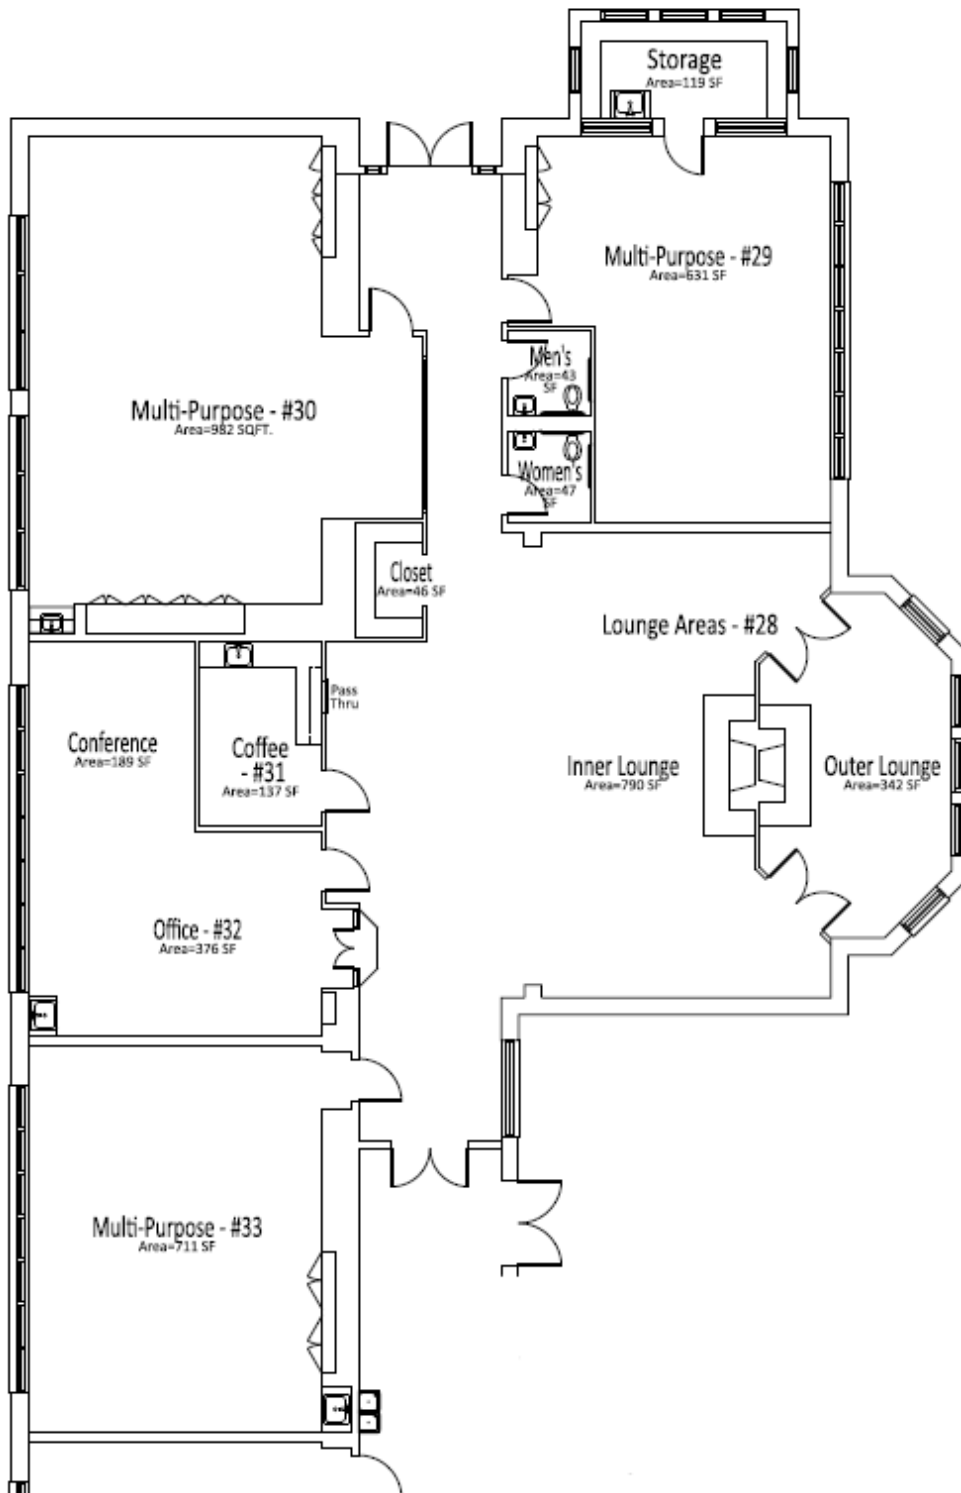 Storage
Area=119 SF
Multi-Purpose - #29
Area=631 SF
Men's
Area=43
SF
Multi-Purpose - #30
Area=982 SQFT.
Women's
Area=47
SF
Closet
Area=46 SF
Lounge Areas - #28
Pass
Thru
Conference
Area=189 SF
Coffee
- #31
Area=137 SF
Inner Lounge
Area=790 SF
Outer Lounge
Area=342 SF
Office - #32
Area=376 SF
Multi-Purpose - #33
Area=711 SF